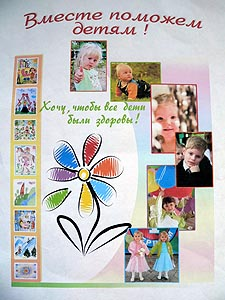 Вместе поможем
детям !
Хочу, чтобы все дети
были здоровы!